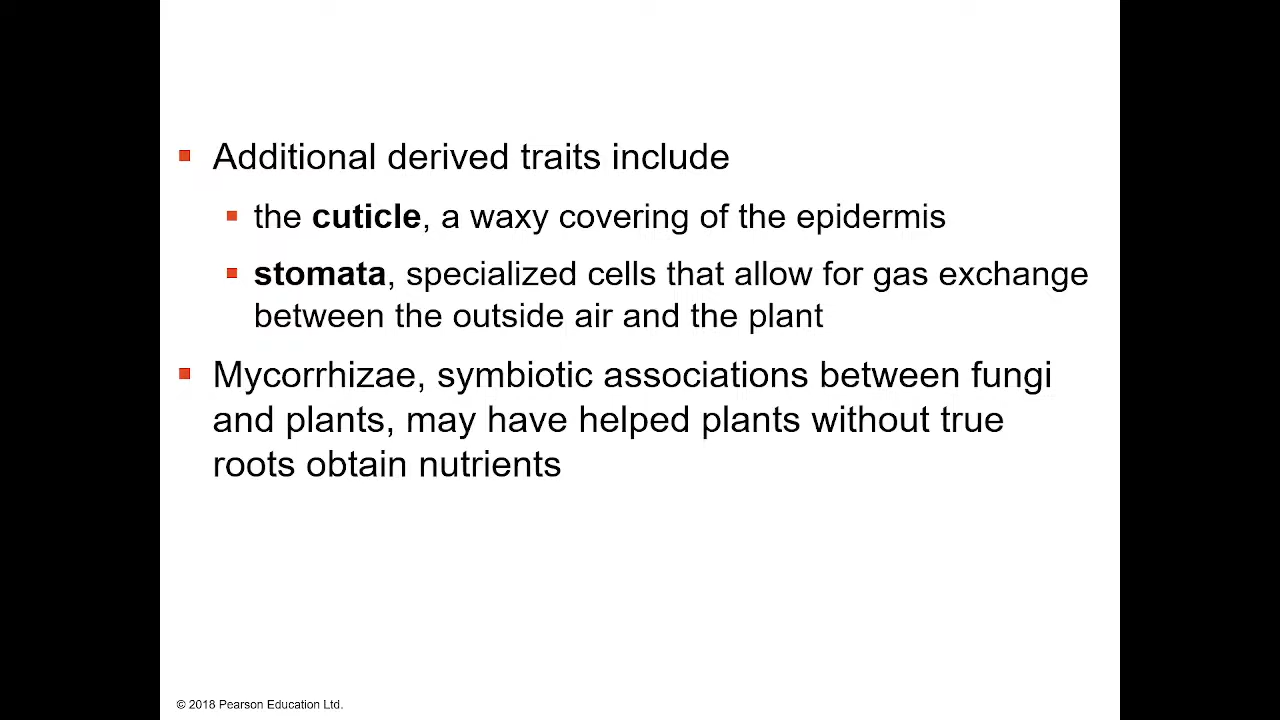 Additional derived traits include
the cuticle, a waxy covering of the epidermis
stomata, specialized cells that allow for gas exchange
between the outside air and the plant
Mycorrhizae, symbiotic associations between fungi
and plants, may have helped plants without true
roots obtain nutrients
© 2018 Pearson Education Ltd.